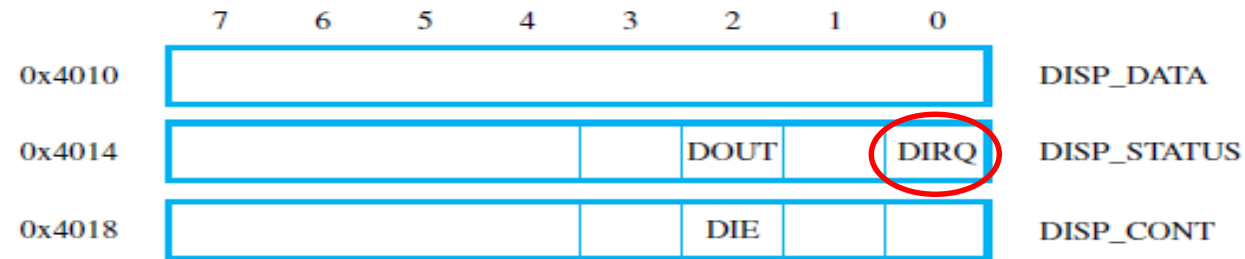 7 6 5 4 3 2 1 0
0x4010 DISP_DATA
0x4014 DOUT DIRQ DISP_STATUS
0x4018 DIE DISP_CONT